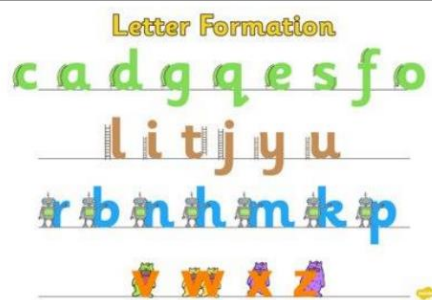 Letter Formation
c a d g q e s f o
l i t j y u
r b n h m k p
v w x z